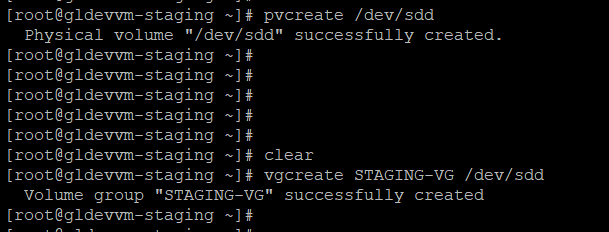 [root@gldevvm-staging ~]# pvcreate /dev/sdd
  Physical volume "/dev/sdd" successfully created.
[root@gldevvm-staging ~]#
[root@gldevvm-staging ~]#
[root@gldevvm-staging ~]#
[root@gldevvm-staging ~]#
[root@gldevvm-staging ~]#
[root@gldevvm-staging ~]# clear
[root@gldevvm-staging ~]# vgcreate STAGING-VG /dev/sdd
  Volume group "STAGING-VG" successfully created
[root@gldevvm-staging ~]#